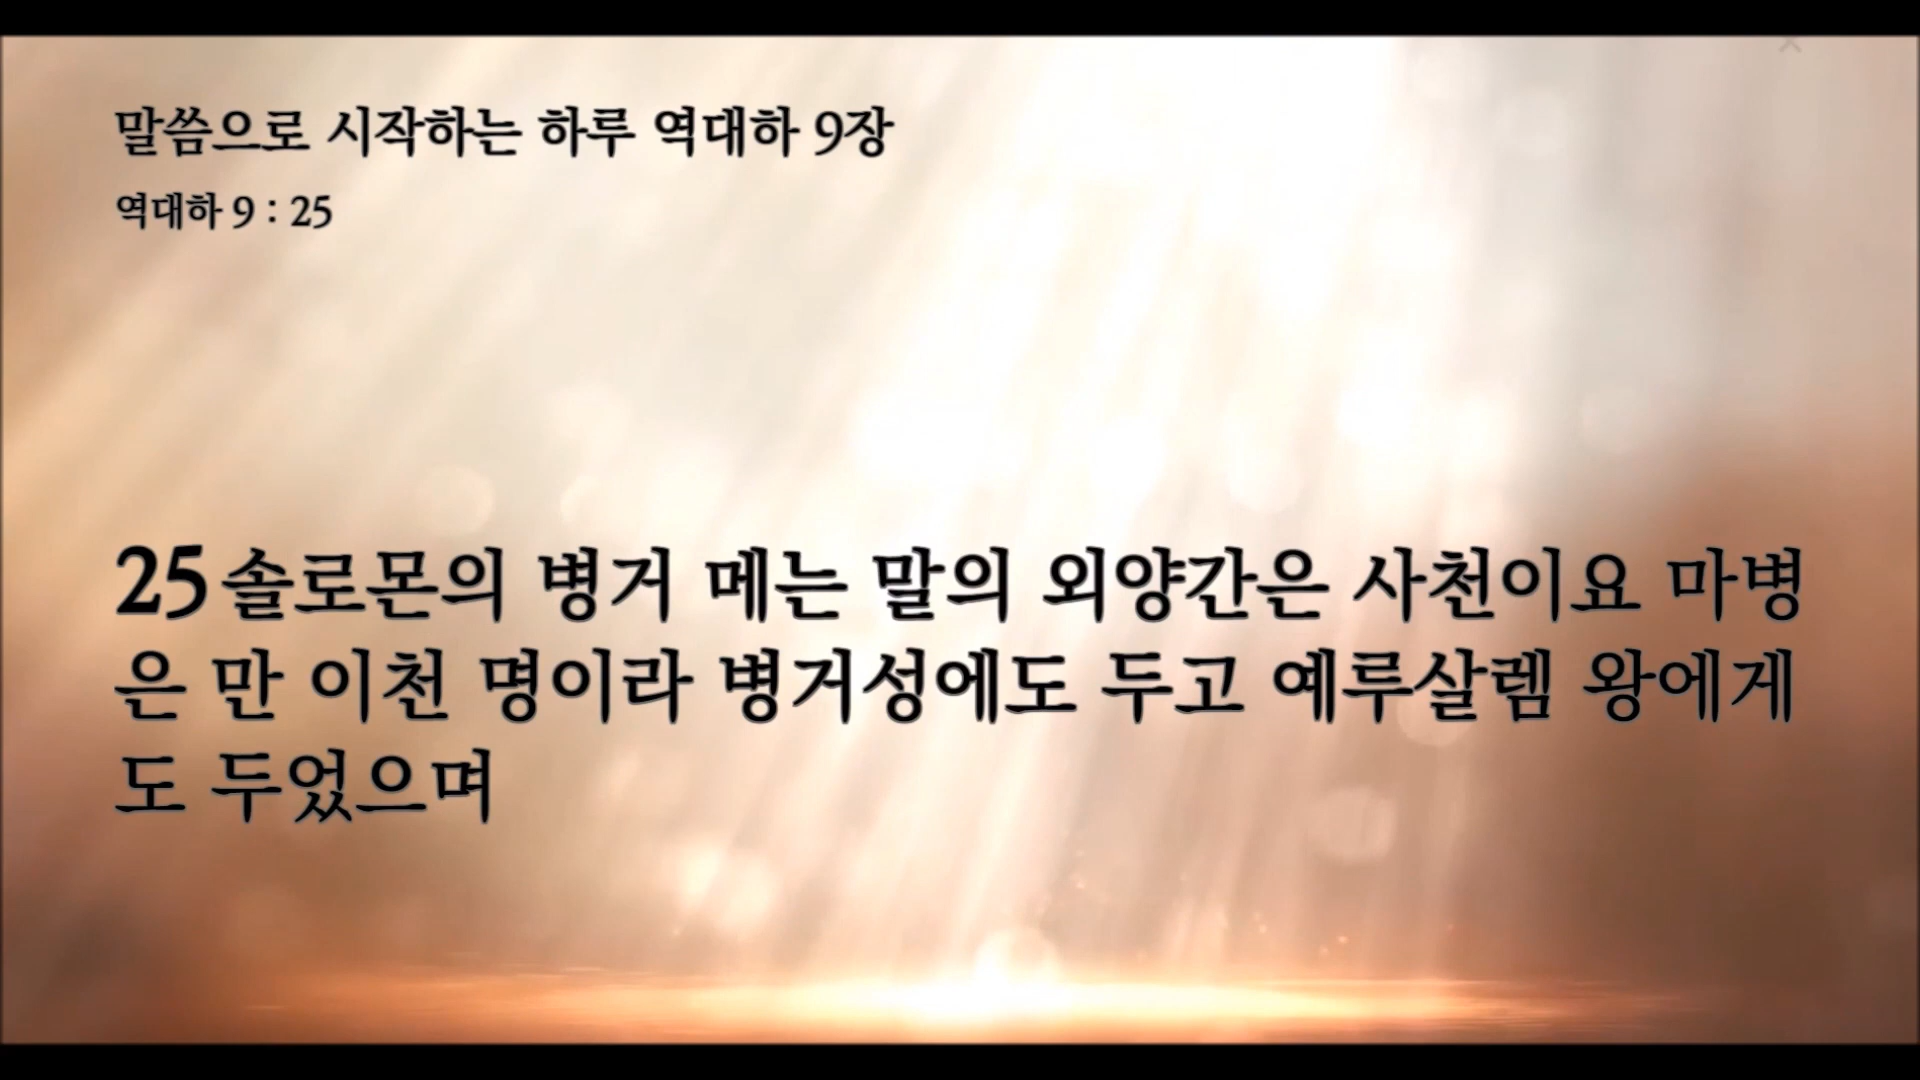 말씀으로 시작하는 하루 역대하 9장
역대하 9 : 25
25 솔로몬의 병거 메는 말의 외양간은 사천이요 마병
은 만 이천 명이라 병거성에도 두고 예루살렘 왕에게
도 두었으며